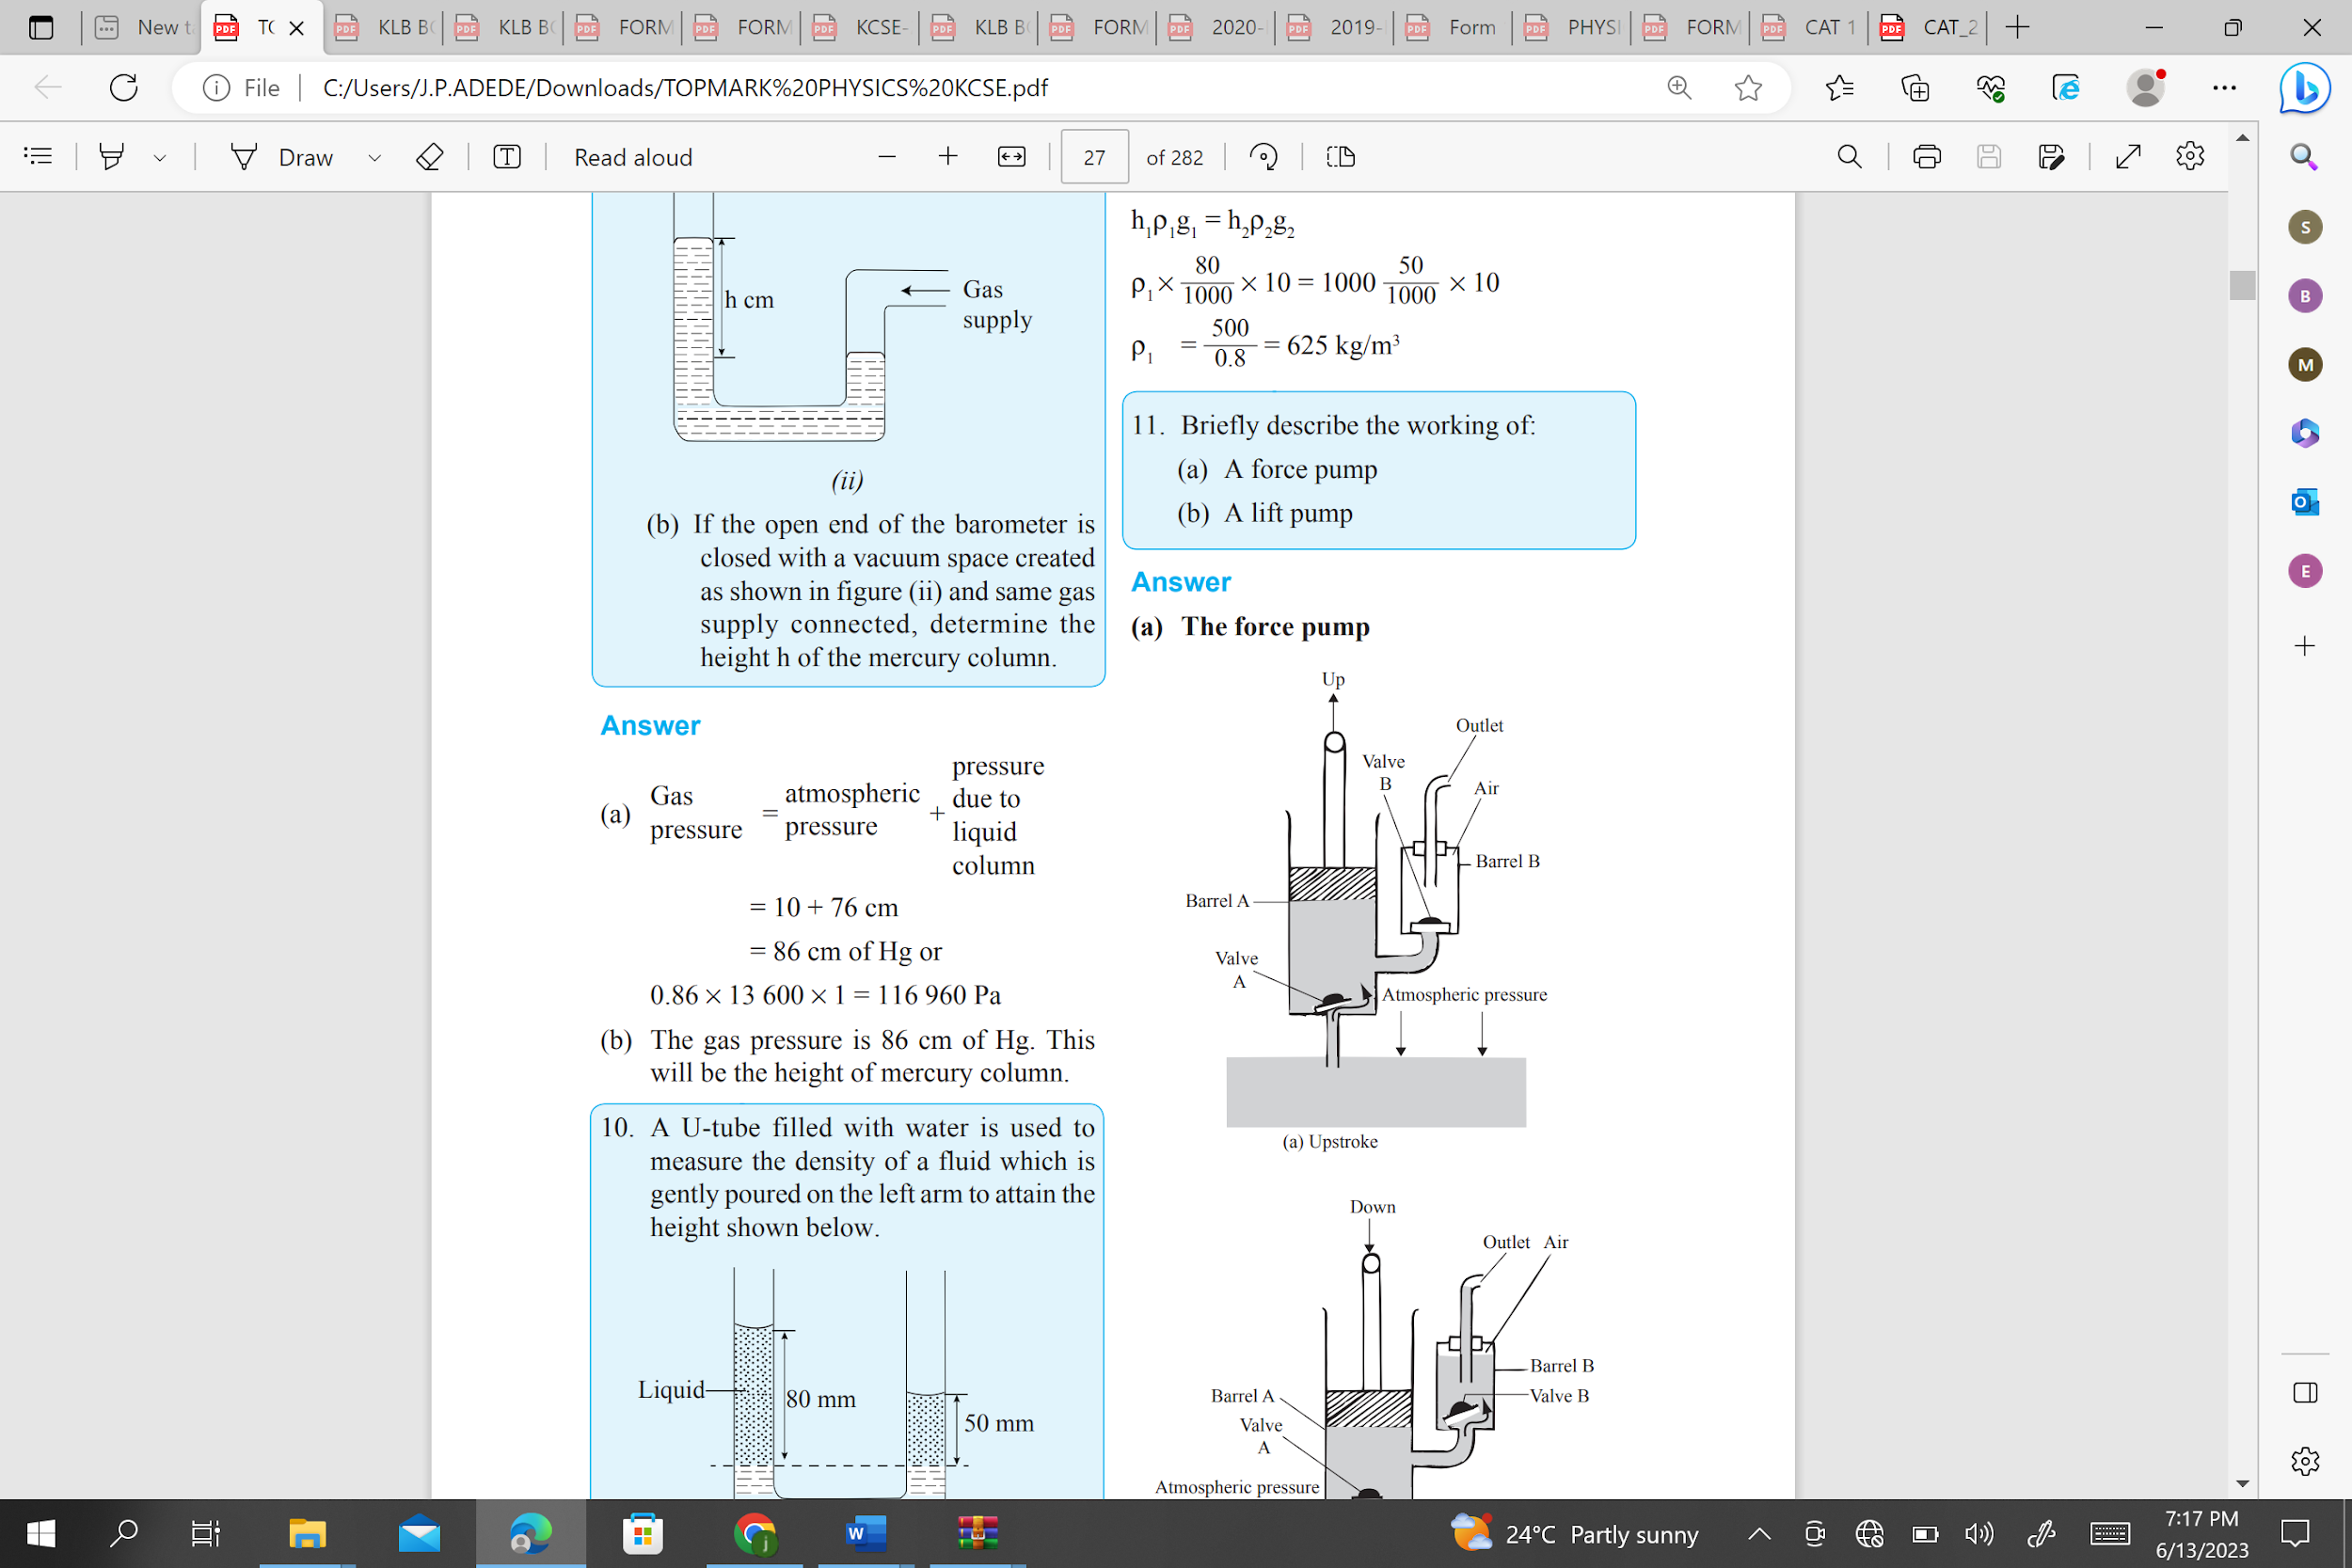 New t
TO
KLB BO
KLB BO
FORM
FORM
KCSE-
KLB B
FORM
2020-
2019-
Form
PHYSI
FORM
CAT 1
CAT_2
File
C:/Users/J.P.ADEDE/Downloads/TOPMARK%20PHYSICS%20KCSE.pdf
Draw
Read aloud
27
of 282
h cm
Gas
supply
(ii)
(b) If the open end of the barometer is
closed with a vacuum space created
as shown in figure (ii) and same gas
supply connected, determine the
height h of the mercury column.
Answer
(a) Gas pressure = atmospheric pressure + pressure due to liquid column
= 10 + 76 cm
= 86 cm of Hg or
0.86 × 13 600 × 1 = 116 960 Pa
(b) The gas pressure is 86 cm of Hg. This
will be the height of mercury column.
10. A U-tube filled with water is used to
measure the density of a fluid which is
gently poured on the left arm to attain the
height shown below.
Liquid
80 mm
50 mm
h₁ρ₁g₁ = h₂ρ₂g₂
ρ₁ × 80/1000 × 10 = 1000 50/1000 × 10
ρ₁ = 500/0.8 = 625 kg/m³
11. Briefly describe the working of:
(a) A force pump
(b) A lift pump
Answer
(a) The force pump
Up
Outlet
Valve
B
Air
Barrel B
Barrel A
Valve
A
Atmospheric pressure
(a) Upstroke
Down
Outlet Air
Barrel B
Barrel A
Valve B
Valve
A
Atmospheric pressure
S
B
M
E
24°C Partly sunny
7:17 PM
6/13/2023